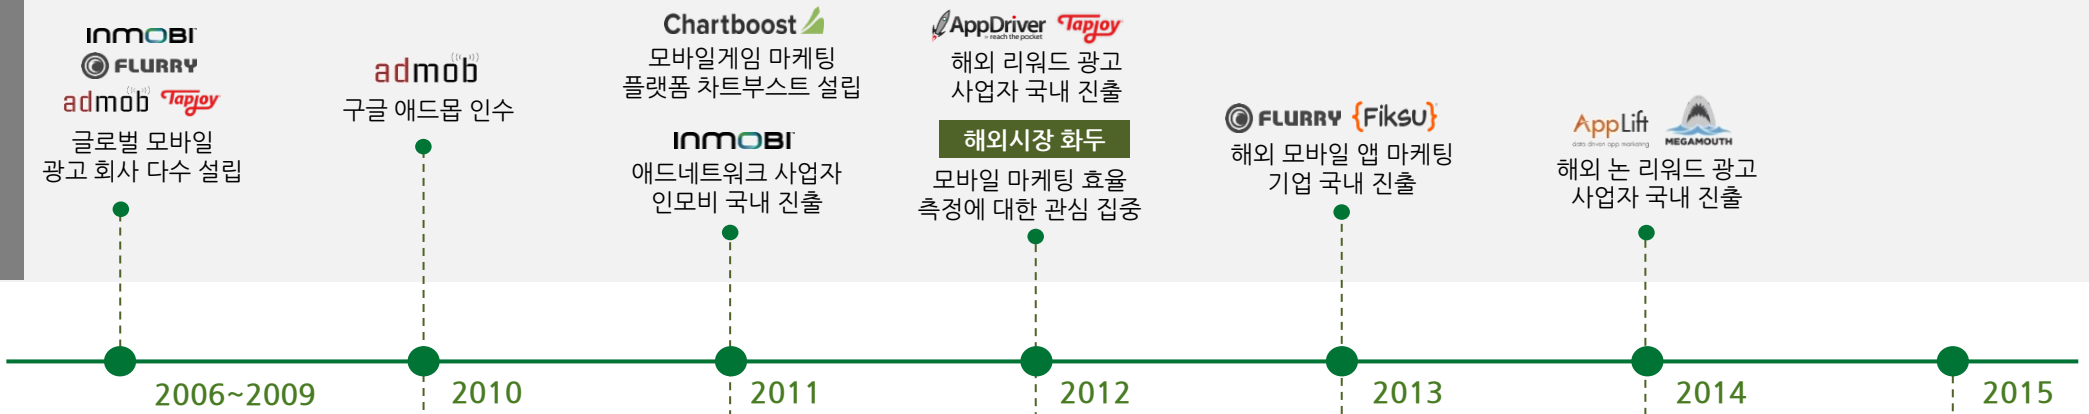 INMOBI
FLURRY
admob Tapjoy
글로벌 모바일
광고 회사 다수 설립
admob
구글 애드몹 인수
Chartboost
모바일게임 마케팅
플랫폼 차트부스트 설립
INMOBI
애드네트워크 사업자
인모비 국내 진출
AppDriver Tapjoy
reach the pocket
해외 리워드 광고
사업자 국내 진출
해외시장 화두
모바일 마케팅 효율
측정에 대한 관심 집중
FLURRY {Fiksu}
해외 모바일 앱 마케팅
기업 국내 진출
AppLift MEGAMOUTH
data driven app marketing
해외 논 리워드 광고
사업자 국내 진출
2006~2009
2010
2011
2012
2013
2014
2015